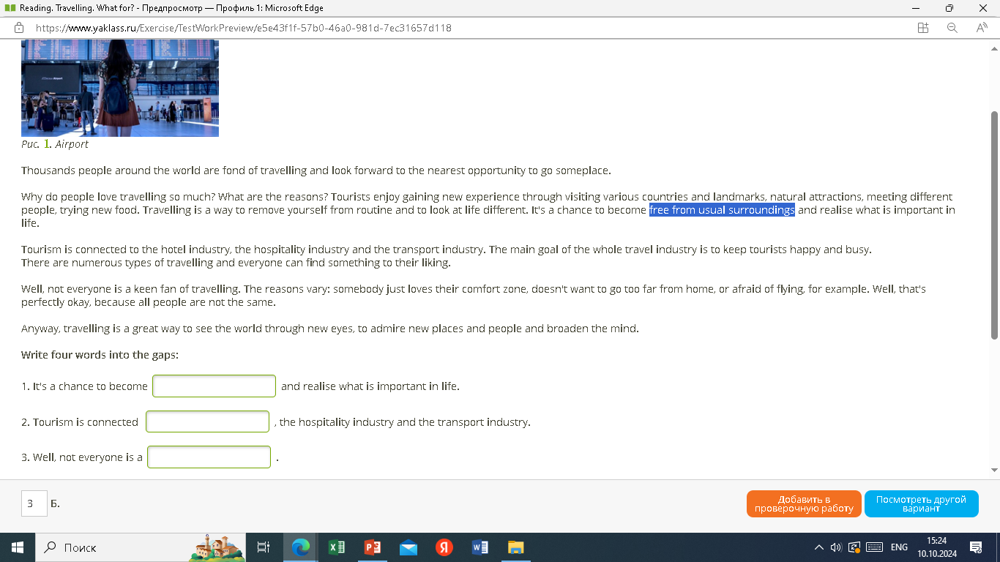 Reading. Travelling. What for? - Предпросмотр — Профиль 1: Microsoft Edge
https://www.yaklass.ru/Exercise/TestWorkPreview/e5e43f1f-57b0-46a0-981d-7ec31657d118
Рис. 1. Airport
Thousands people around the world are fond of travelling and look forward to the nearest opportunity to go someplace.
Why do people love travelling so much? What are the reasons? Tourists enjoy gaining new experience through visiting various countries and landmarks, natural attractions, meeting different
people, trying new food. Travelling is a way to remove yourself from routine and to look at life different. It's a chance to become free from usual surroundings and realise what is important in
life.
Tourism is connected to the hotel industry, the hospitality industry and the transport industry. The main goal of the whole travel industry is to keep tourists happy and busy.
There are numerous types of travelling and everyone can find something to their liking.
Well, not everyone is a keen fan of travelling. The reasons vary: somebody just loves their comfort zone, doesn't want to go too far from home, or afraid of flying, for example. Well, that's
perfectly okay, because all people are not the same.
Anyway, travelling is a great way to see the world through new eyes, to admire new places and people and broaden the mind.
Write four words into the gaps:
1. It's a chance to become and realise what is important in life.
2. Tourism is connected , the hospitality industry and the transport industry.
3. Well, not everyone is a .
3 Б.
Добавить в
проверочную работу
Посмотреть другой
вариант
Поиск
ENG
15:24
10.10.2024